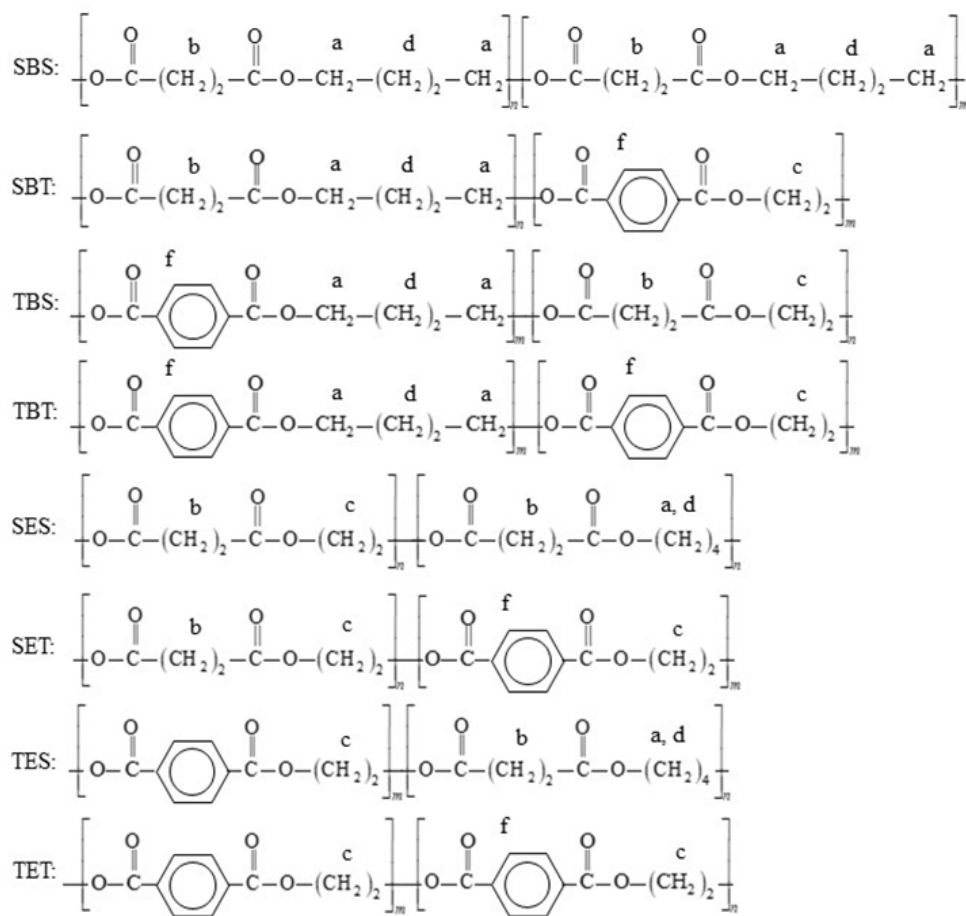 O b O a d a O b O a d a
SBS: [O-C-(CH₂)₂-C-O-CH₂-(CH₂)₂-CH₂]n [O-C-(CH₂)₂-C-O-CH₂-(CH₂)₂-CH₂]m
O b O a d a O f O c
SBT: [O-C-(CH₂)₂-C-O-CH₂-(CH₂)₂-CH₂]n [O-C-C-O-(CH₂)₂]m
O f O a d a O b O c
TBS: [O-C-C-O-CH₂-(CH₂)₂-CH₂]m [O-C-(CH₂)₂-C-O-(CH₂)₂]n
O f O a d a O f O c
TBT: [O-C-C-O-CH₂-(CH₂)₂-CH₂]m [O-C-C-O-(CH₂)₂]m
O b O c O b O a, d
SES: [O-C-(CH₂)₂-C-O-(CH₂)₂]n [O-C-(CH₂)₂-C-O-(CH₂)₄]n
O b O c O f O c
SET: [O-C-(CH₂)₂-C-O-(CH₂)₂]n [O-C-C-O-(CH₂)₂]m
O O c O b O a, d
TES: [O-C-C-O-(CH₂)₂]m [O-C-(CH₂)₂-C-O-(CH₂)₄]n
O O c O f O c
TET: [O-C-C-O-(CH₂)₂]m [O-C-C-O-(CH₂)₂]n